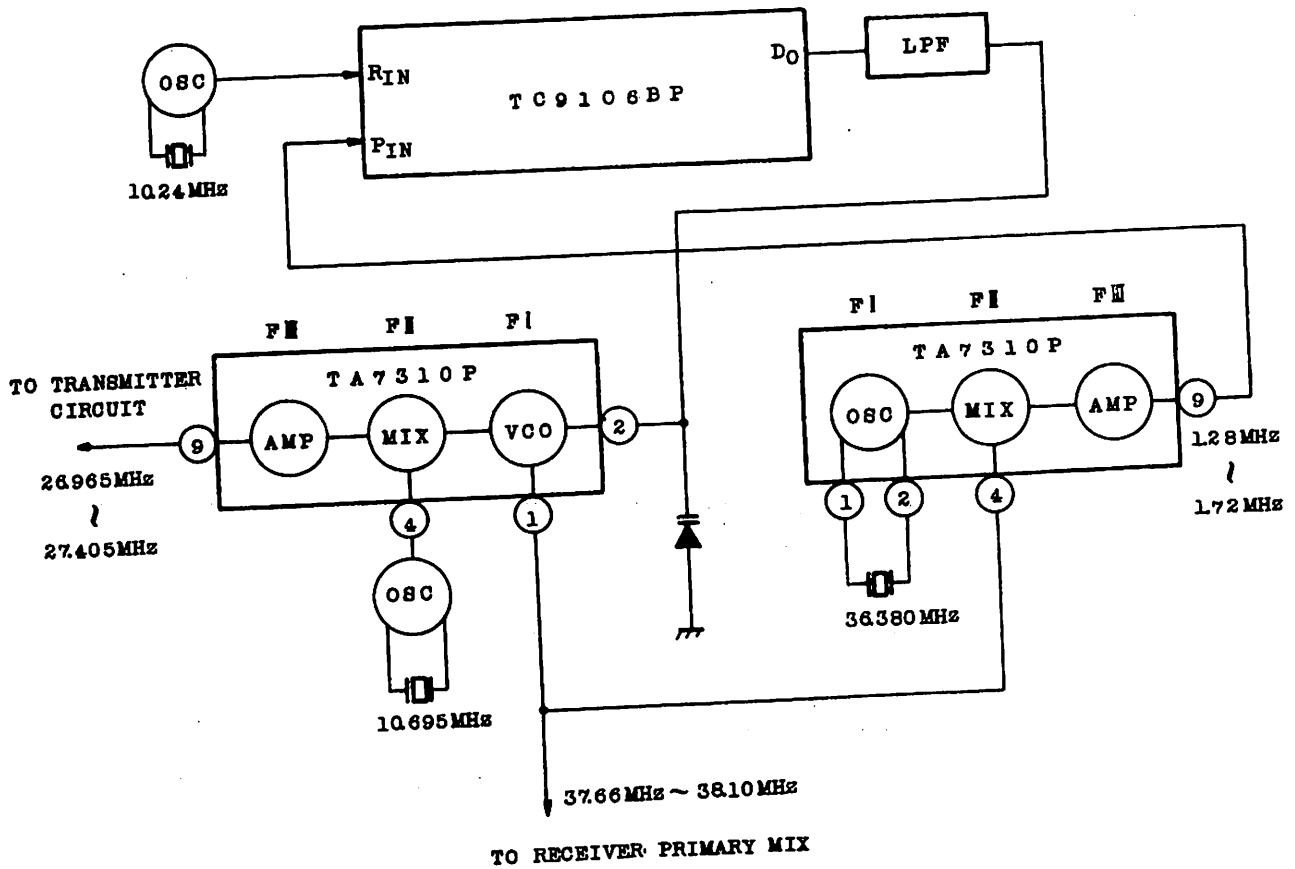 OSC
10.24MHz
RIN
PIN
TC9106BP
DO
LPF
FⅢ
FⅡ
FⅠ
TA7310P
TO TRANSMITTER
CIRCUIT
9
AMP
MIX
VCO
2
26.965MHz
≀
27.405MHz
4
1
OSC
10.695MHz
FⅠ
FⅡ
FⅢ
TA7310P
OSC
MIX
AMP
9
1.28MHz
≀
1.72MHz
1
2
4
36.380MHz
37.66MHz ~ 38.10MHz
TO RECEIVER PRIMARY MIX